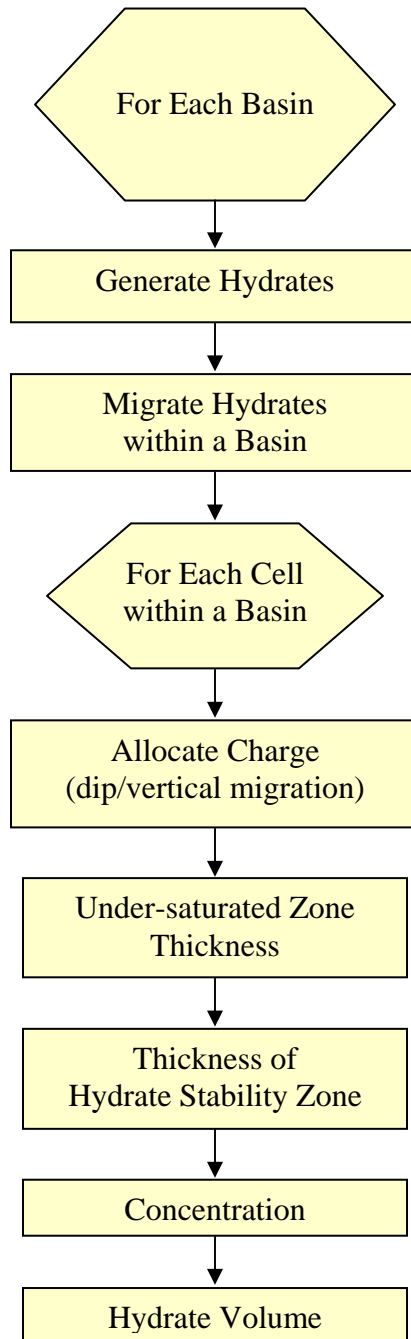 For Each Basin
Generate Hydrates
Migrate Hydrates
within a Basin
For Each Cell
within a Basin
Allocate Charge
(dip/vertical migration)
Under-saturated Zone
Thickness
Thickness of
Hydrate Stability Zone
Concentration
Hydrate Volume